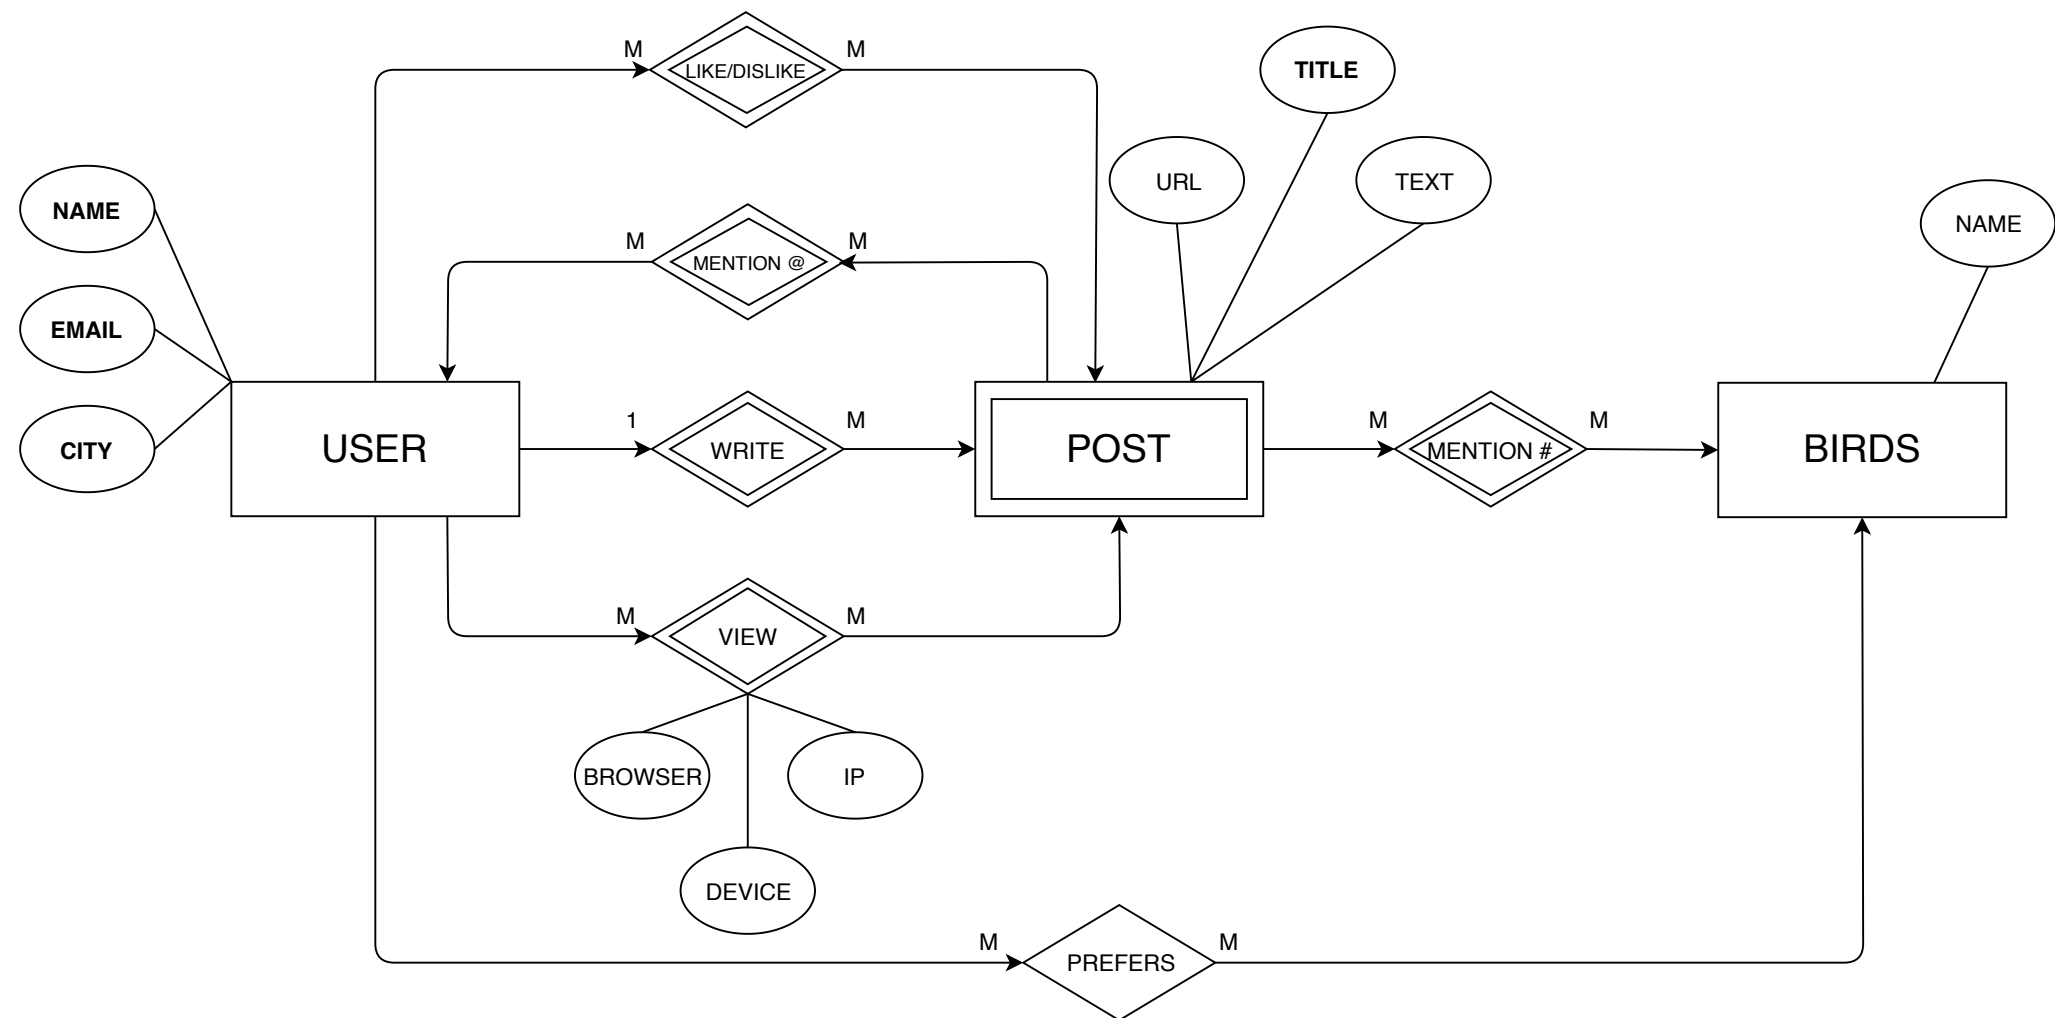 M
LIKE/DISLIKE
M
TITLE
URL
TEXT
NAME
NAME
M
MENTION @
M
EMAIL
CITY
USER
1
WRITE
M
POST
M
MENTION #
M
BIRDS
M
VIEW
M
BROWSER
IP
DEVICE
M
PREFERS
M